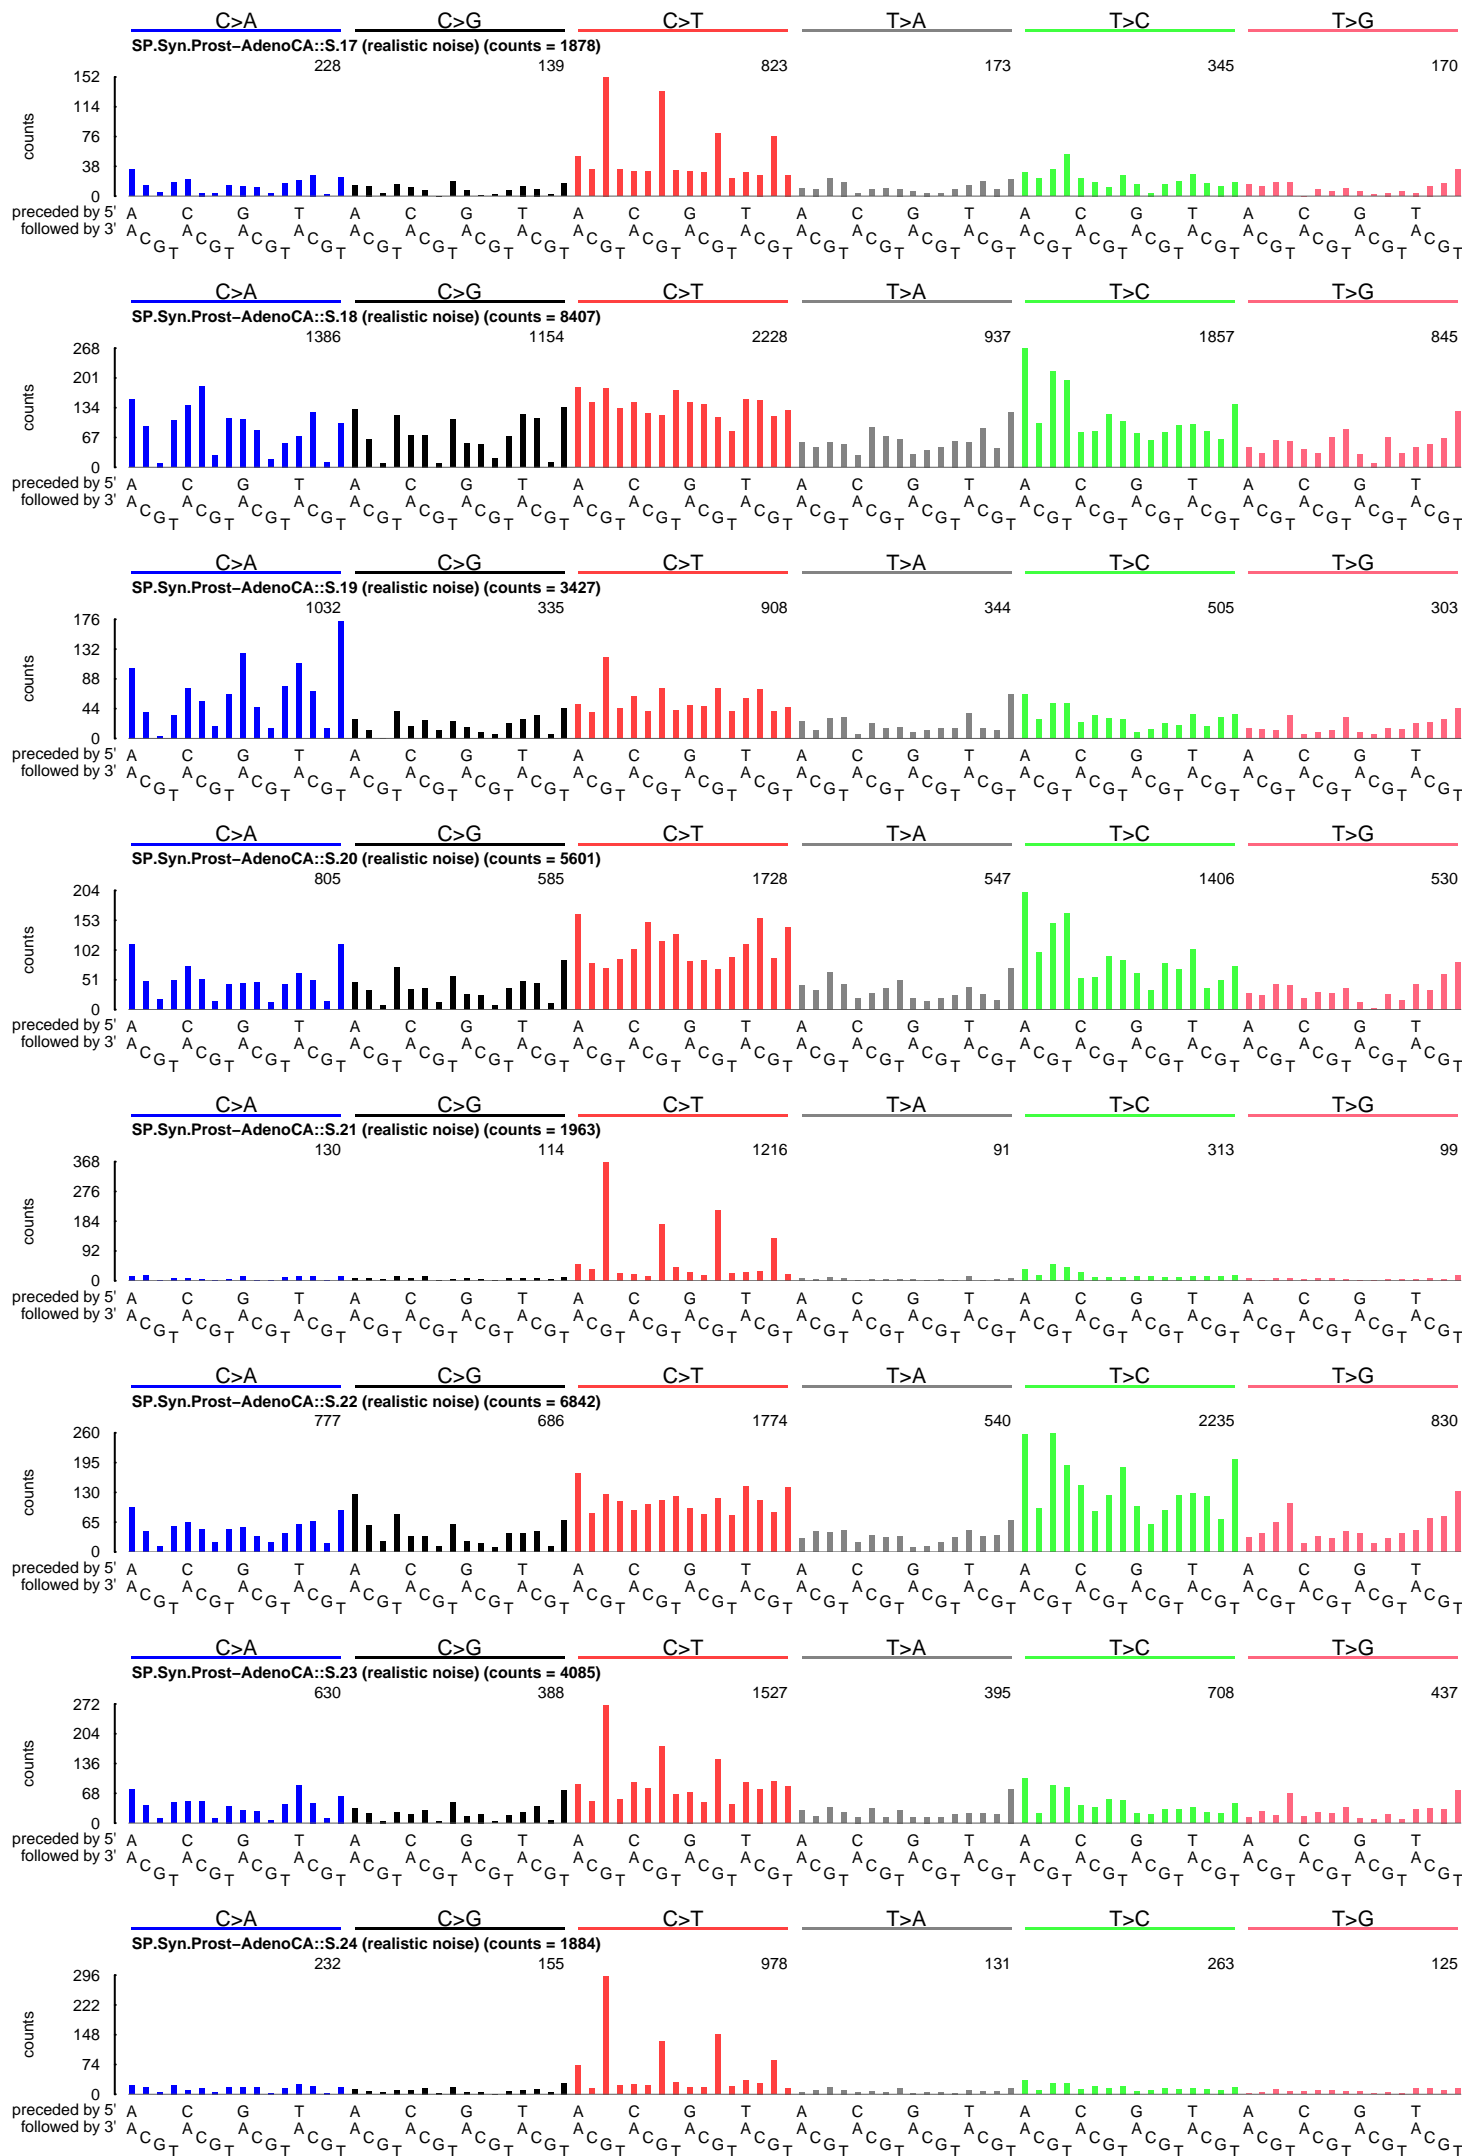 C>A C>G C>T T>A T>C T>G
SP.Syn.Prost−AdenoCA::S.17 (realistic noise) (counts = 1878)
228 139 823 173 345 170
152
114
76
38
0
counts
preceded by 5' A C G T A C G T A C G T A C G T A C G T A C G T
followed by 3' A C G T A C G T A C G T A C G T A C G T A C G T A C G T A C G T A C G T A C G T A C G T A C G T A C G T A C G T A C G T A C G T A C G T A C G T A C G T A C G T A C G T A C G T A C G T A C G T
C>A C>G C>T T>A T>C T>G
SP.Syn.Prost−AdenoCA::S.18 (realistic noise) (counts = 8407)
1386 1154 2228 937 1857 845
268
201
134
67
0
counts
preceded by 5' A C G T A C G T A C G T A C G T A C G T A C G T
followed by 3' A C G T A C G T A C G T A C G T A C G T A C G T A C G T A C G T A C G T A C G T A C G T A C G T A C G T A C G T A C G T A C G T A C G T A C G T A C G T A C G T A C G T A C G T A C G T A C G T
C>A C>G C>T T>A T>C T>G
SP.Syn.Prost−AdenoCA::S.19 (realistic noise) (counts = 3427)
1032 335 908 344 505 303
176
132
88
44
0
counts
preceded by 5' A C G T A C G T A C G T A C G T A C G T A C G T
followed by 3' A C G T A C G T A C G T A C G T A C G T A C G T A C G T A C G T A C G T A C G T A C G T A C G T A C G T A C G T A C G T A C G T A C G T A C G T A C G T A C G T A C G T A C G T A C G T A C G T
C>A C>G C>T T>A T>C T>G
SP.Syn.Prost−AdenoCA::S.20 (realistic noise) (counts = 5601)
805 585 1728 547 1406 530
204
153
102
51
0
counts
preceded by 5' A C G T A C G T A C G T A C G T A C G T A C G T
followed by 3' A C G T A C G T A C G T A C G T A C G T A C G T A C G T A C G T A C G T A C G T A C G T A C G T A C G T A C G T A C G T A C G T A C G T A C G T A C G T A C G T A C G T A C G T A C G T A C G T
C>A C>G C>T T>A T>C T>G
SP.Syn.Prost−AdenoCA::S.21 (realistic noise) (counts = 1963)
130 114 1216 91 313 99
368
276
184
92
0
counts
preceded by 5' A C G T A C G T A C G T A C G T A C G T A C G T
followed by 3' A C G T A C G T A C G T A C G T A C G T A C G T A C G T A C G T A C G T A C G T A C G T A C G T A C G T A C G T A C G T A C G T A C G T A C G T A C G T A C G T A C G T A C G T A C G T A C G T
C>A C>G C>T T>A T>C T>G
SP.Syn.Prost−AdenoCA::S.22 (realistic noise) (counts = 6842)
777 686 1774 540 2235 830
260
195
130
65
0
counts
preceded by 5' A C G T A C G T A C G T A C G T A C G T A C G T
followed by 3' A C G T A C G T A C G T A C G T A C G T A C G T A C G T A C G T A C G T A C G T A C G T A C G T A C G T A C G T A C G T A C G T A C G T A C G T A C G T A C G T A C G T A C G T A C G T A C G T
C>A C>G C>T T>A T>C T>G
SP.Syn.Prost−AdenoCA::S.23 (realistic noise) (counts = 4085)
630 388 1527 395 708 437
272
204
136
68
0
counts
preceded by 5' A C G T A C G T A C G T A C G T A C G T A C G T
followed by 3' A C G T A C G T A C G T A C G T A C G T A C G T A C G T A C G T A C G T A C G T A C G T A C G T A C G T A C G T A C G T A C G T A C G T A C G T A C G T A C G T A C G T A C G T A C G T A C G T
C>A C>G C>T T>A T>C T>G
SP.Syn.Prost−AdenoCA::S.24 (realistic noise) (counts = 1884)
232 155 978 131 263 125
296
222
148
74
0
counts
preceded by 5' A C G T A C G T A C G T A C G T A C G T A C G T
followed by 3' A C G T A C G T A C G T A C G T A C G T A C G T A C G T A C G T A C G T A C G T A C G T A C G T A C G T A C G T A C G T A C G T A C G T A C G T A C G T A C G T A C G T A C G T A C G T A C G T